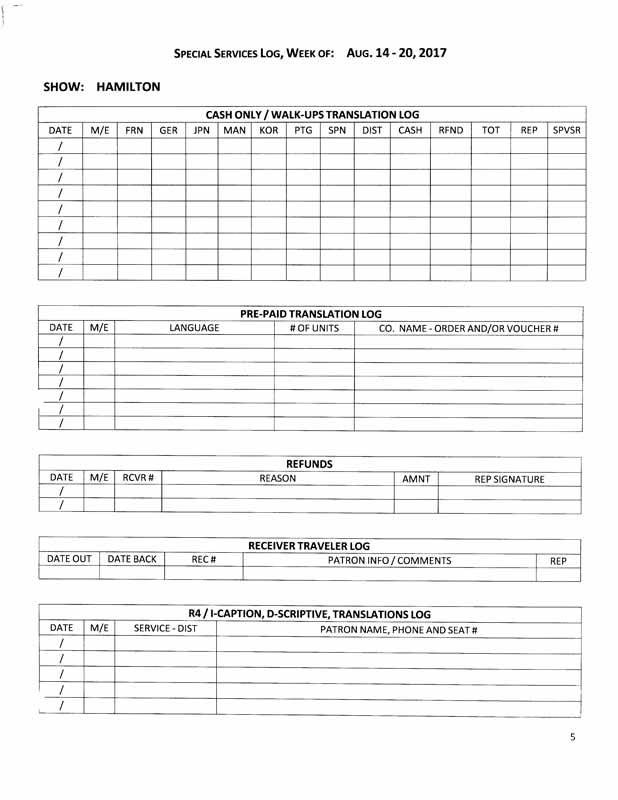 SPECIAL SERVICES LOG, WEEK OF: AUG. 14 - 20, 2017
SHOW: HAMILTON
CASH ONLY / WALK-UPS TRANSLATION LOG
DATE M/E FRN GER JPN MAN KOR PTG SPN DIST CASH RFND TOT REP SPVSR
/
/
/
/
/
/
/
/
/
PRE-PAID TRANSLATION LOG
DATE M/E LANGUAGE # OF UNITS CO. NAME - ORDER AND/OR VOUCHER #
/
/
/
/
/
/
/
REFUNDS
DATE M/E RCVR # REASON AMNT REP SIGNATURE
/
/
RECEIVER TRAVELER LOG
DATE OUT DATE BACK REC # PATRON INFO / COMMENTS REP
R4 / I-CAPTION, D-SCRIPTIVE, TRANSLATIONS LOG
DATE M/E SERVICE - DIST PATRON NAME, PHONE AND SEAT #
/
/
/
/
/
5